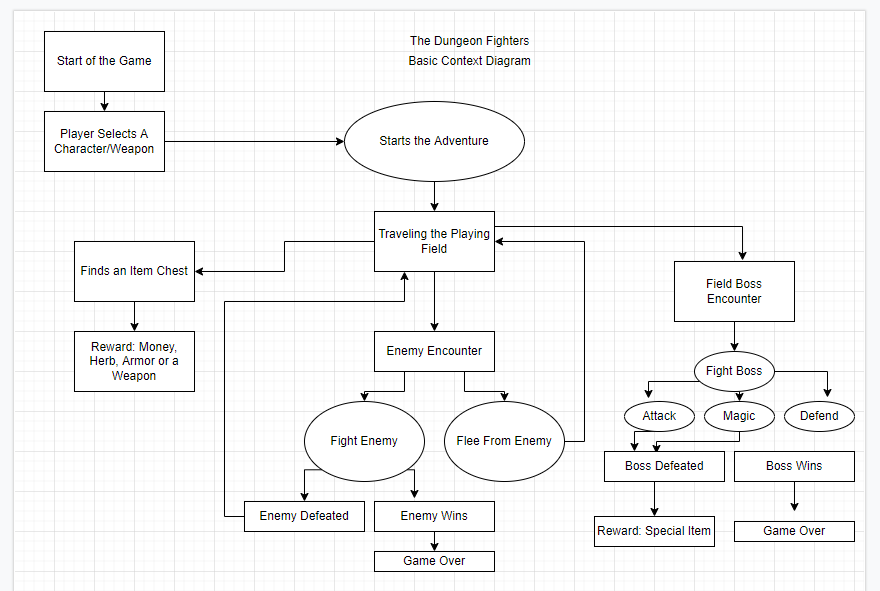 The Dungeon Fighters
Basic Context Diagram
Start of the Game
Player Selects A
Character/Weapon
Starts the Adventure
Traveling the Playing
Field
Finds an Item Chest
Reward: Money,
Herb, Armor or a
Weapon
Enemy Encounter
Fight Enemy
Flee From Enemy
Enemy Defeated
Enemy Wins
Game Over
Field Boss
Encounter
Fight Boss
Attack
Magic
Defend
Boss Defeated
Boss Wins
Reward: Special Item
Game Over